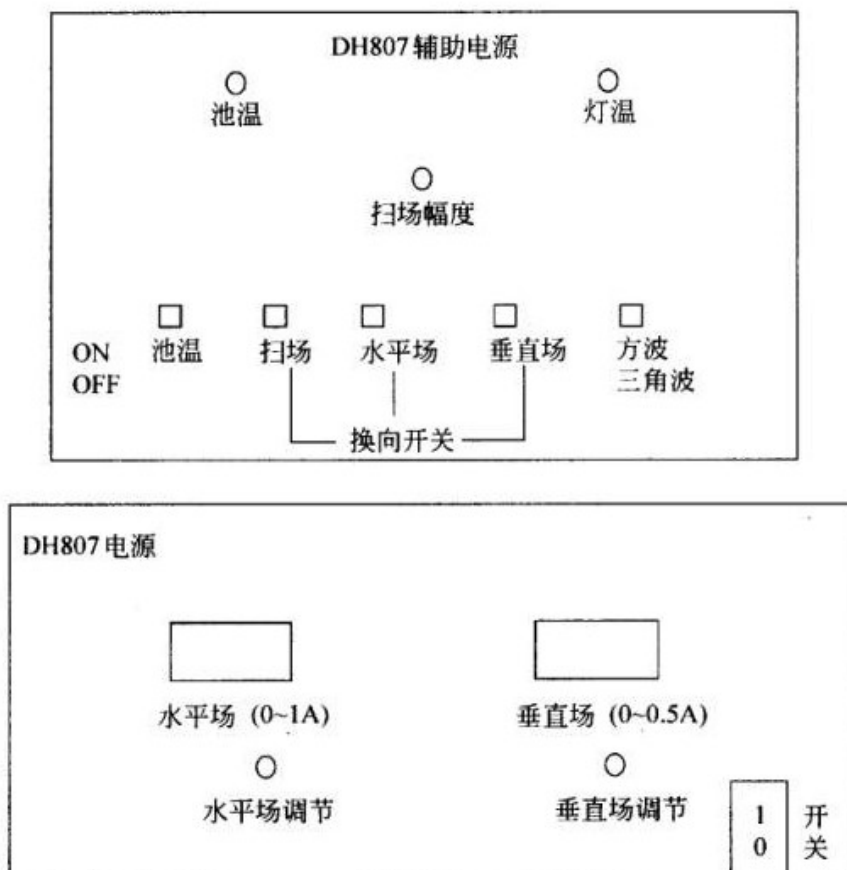 DH807辅助电源
池温 灯温
扫场幅度
ON 池温 扫场 水平场 垂直场 方波
OFF 三角波
换向开关
DH807电源
水平场 (0~1A) 垂直场 (0~0.5A)
水平场调节 垂直场调节
1 开
0 关